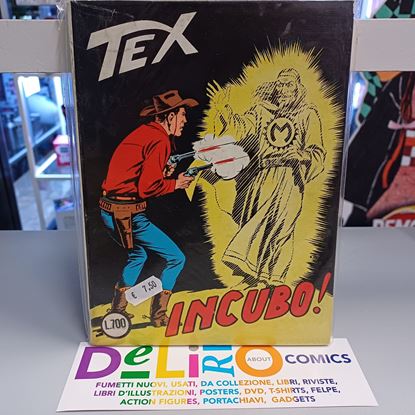 TEX
M
€ 7,50
L.700
INCUBO!
DeLiRiO ABOUT COMICS
FUMETTI NUOVI, USATI, DA COLLEZIONE, LIBRI, RIVISTE,
LIBRI D'ILLUSTRAZIONI, POSTERS, DVD, T-SHIRTS, FELPE,
ACTION FIGURES, PORTACHIAVI, GADGETS